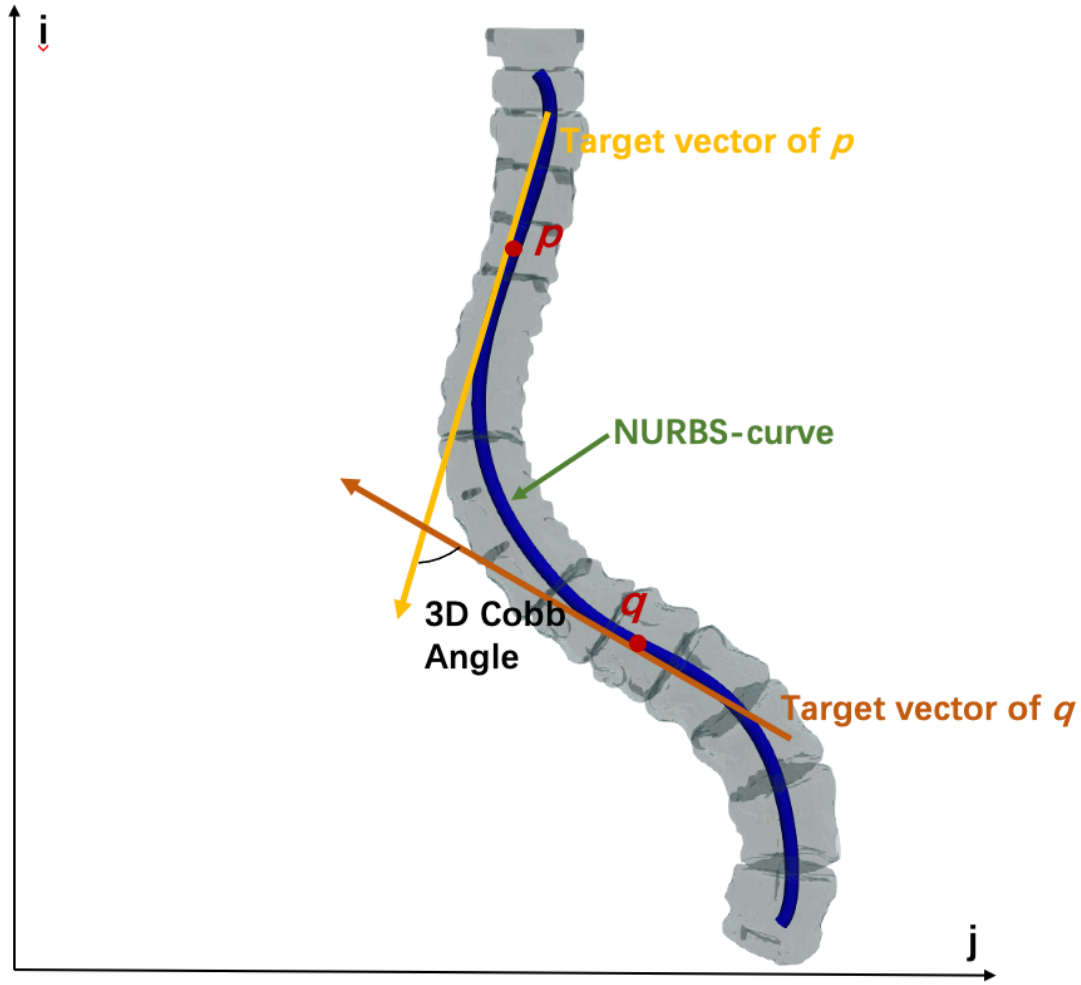 i
Target vector of p
p
NURBS-curve
3D Cobb
Angle
q
Target vector of q
j